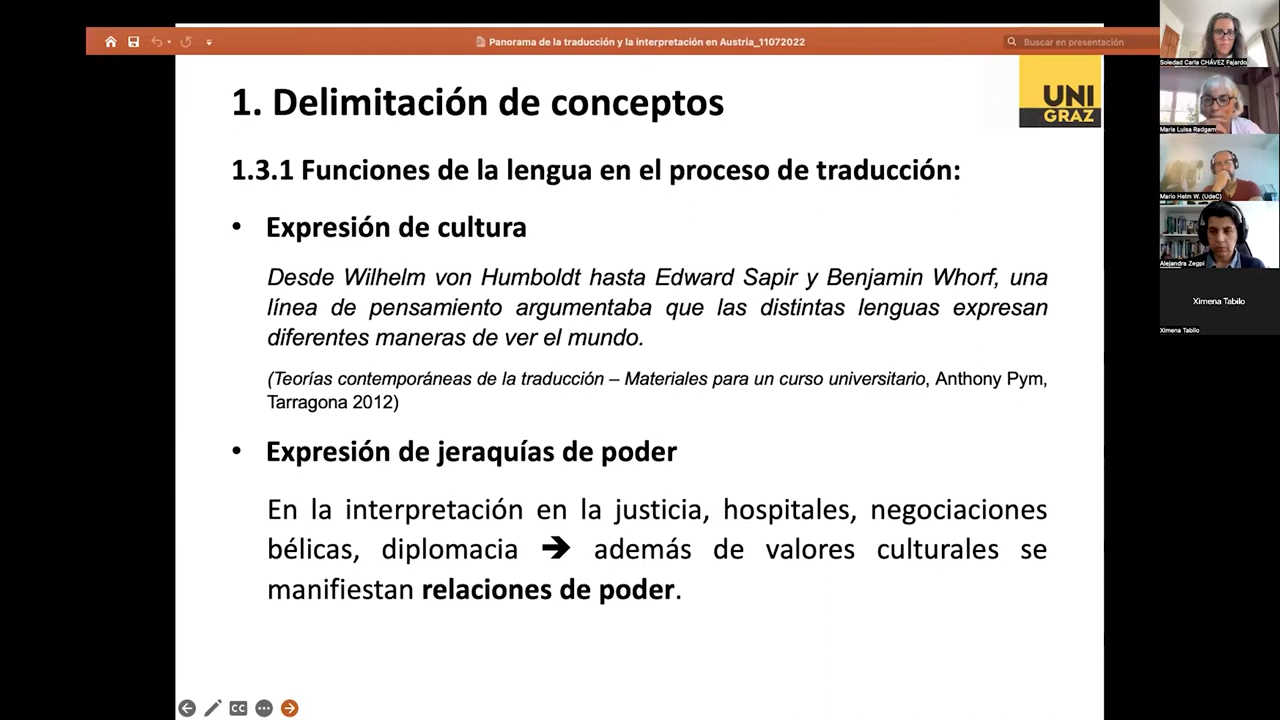 Panorama de la traducción y la interpretación en Austria_11072022
Buscar en presentación
1. Delimitación de conceptos
UNI
GRAZ
1.3.1 Funciones de la lengua en el proceso de traducción:
• Expresión de cultura
Desde Wilhelm von Humboldt hasta Edward Sapir y Benjamin Whorf, una
línea de pensamiento argumentaba que las distintas lenguas expresan
diferentes maneras de ver el mundo.
(Teorías contemporáneas de la traducción – Materiales para un curso universitario, Anthony Pym,
Tarragona 2012)
• Expresión de jeraquías de poder
En la interpretación en la justicia, hospitales, negociaciones
bélicas, diplomacia ➔ además de valores culturales se
manifiestan relaciones de poder.
CC
Soledad Carla CHÁVEZ Fajardo
Maria Luisa Radgam
Mario Helm W. (UdeC)
Alejandra Zegpi
Ximena Tabilo
Ximena Tabilo